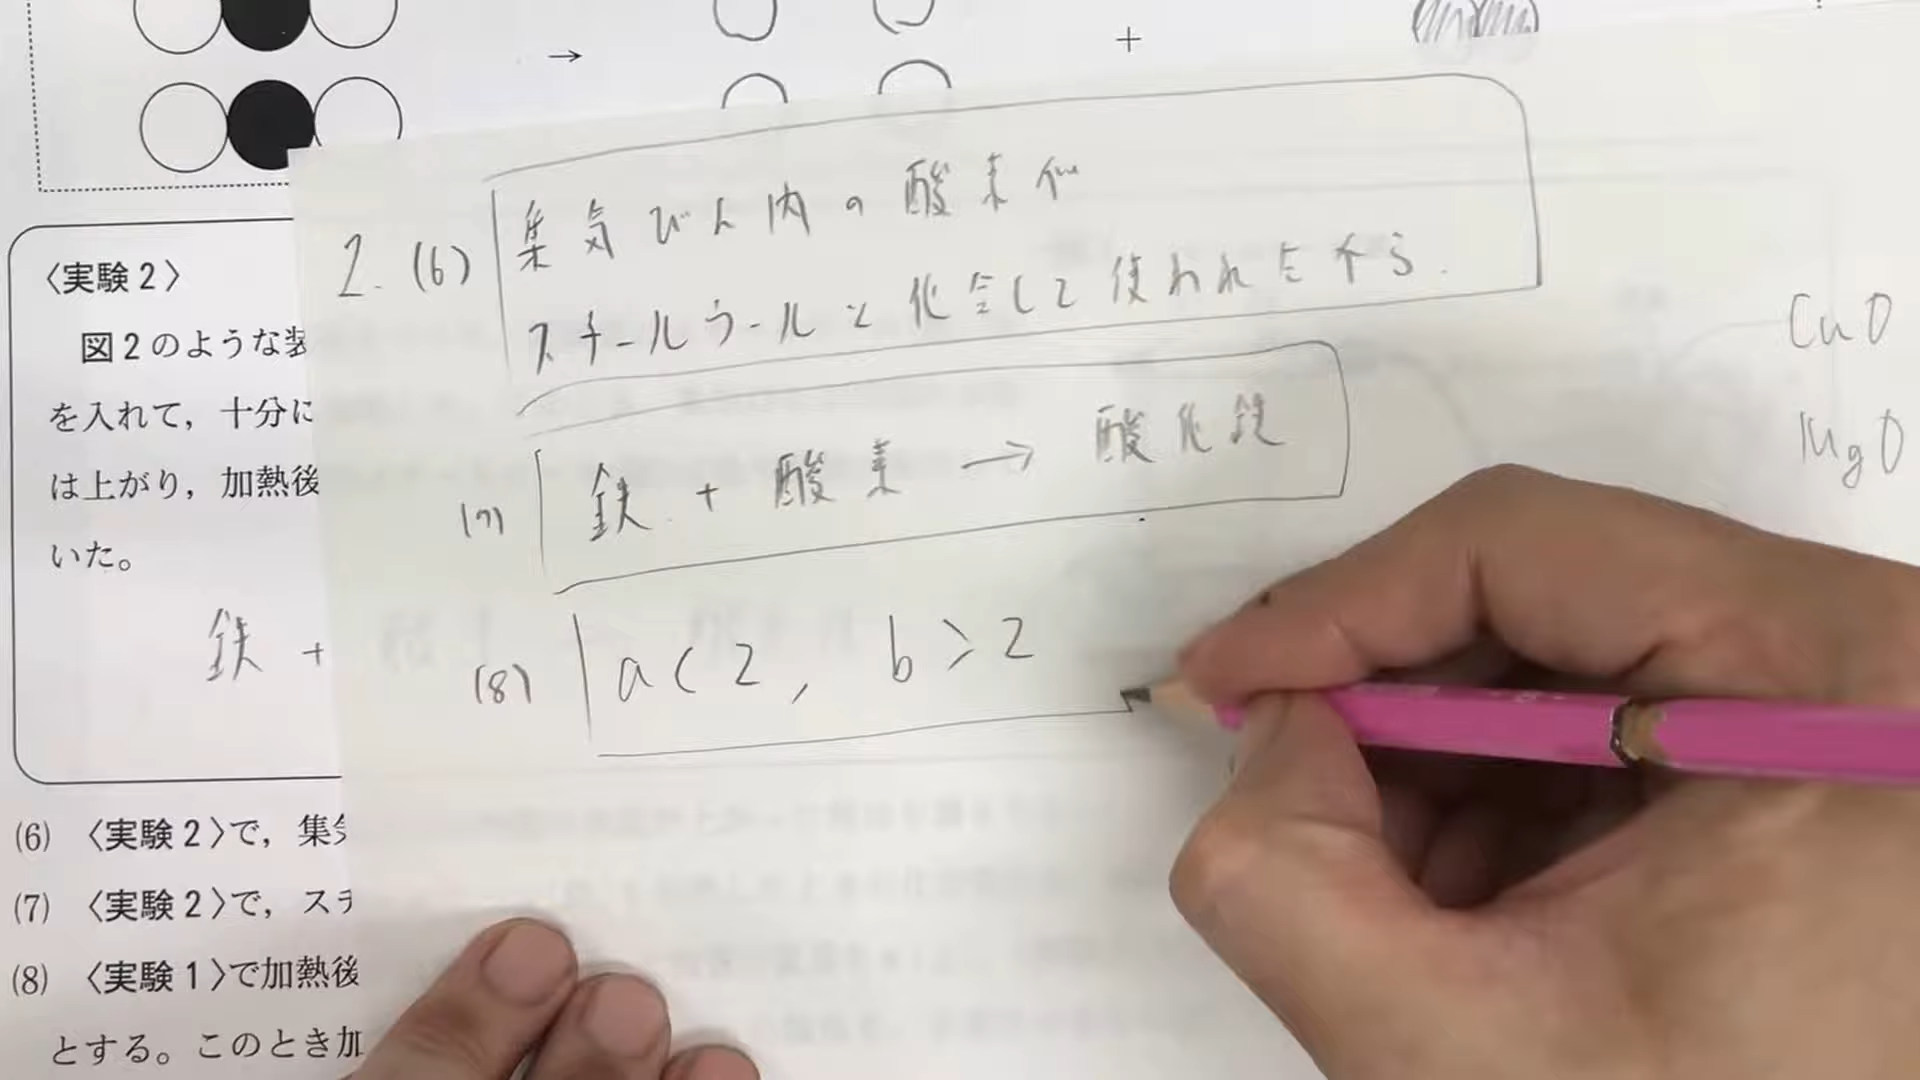 → +
〈実験2〉
図2のような装
を入れて，十分に
は上がり，加熱後
いた。
鉄 +
2. (6) 集気びん内の酸素が
スチールウールと化合して使われたから.
(7) 鉄 + 酸素 → 酸化鉄
(8) a<2, b>2
CuO
MgO
(6) 〈実験2〉で，集気
(7) 〈実験2〉で，スチ
(8) 〈実験1〉で加熱後
とする。このとき加